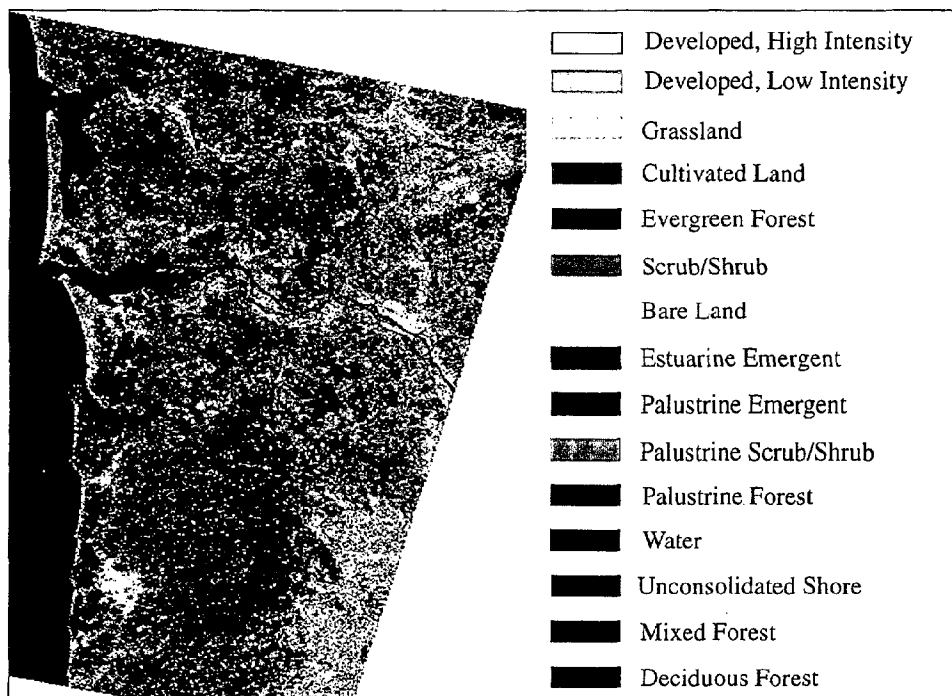 Developed, High Intensity
Developed, Low Intensity
Grassland
Cultivated Land
Evergreen Forest
Scrub/Shrub
Bare Land
Estuarine Emergent
Palustrine Emergent
Palustrine Scrub/Shrub
Palustrine Forest
Water
Unconsolidated Shore
Mixed Forest
Deciduous Forest